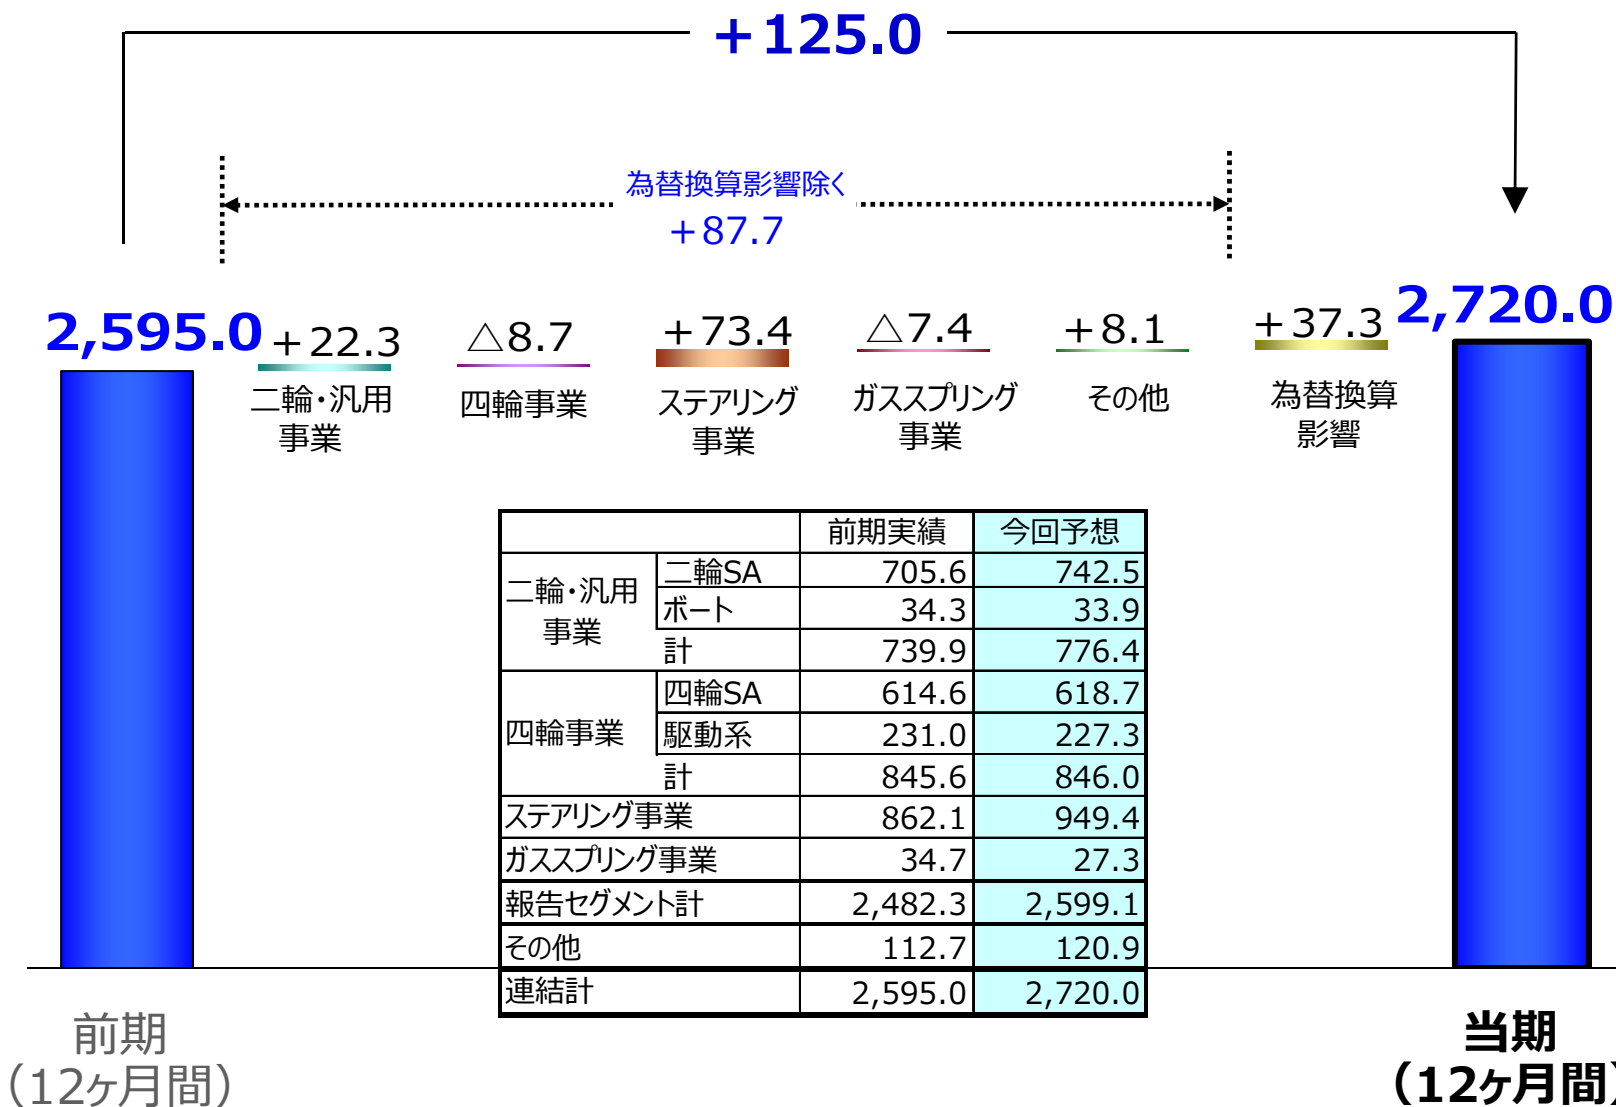 ＋125.0
為替換算影響除く
＋87.7
2,595.0
＋22.3
△8.7
＋73.4
△7.4
＋8.1
＋37.3
2,720.0
二輪・汎用
事業
四輪事業
ステアリング
事業
ガススプリング
事業
その他
為替換算
影響
前期実績 今回予想
二輪・汎用
事業
二輪SA 705.6 742.5
ボート 34.3 33.9
計 739.9 776.4
四輪事業
四輪SA 614.6 618.7
駆動系 231.0 227.3
計 845.6 846.0
ステアリング事業 862.1 949.4
ガススプリング事業 34.7 27.3
報告セグメント計 2,482.3 2,599.1
その他 112.7 120.9
連結計 2,595.0 2,720.0
前期
（12ヶ月間）
当期
（12ヶ月間）